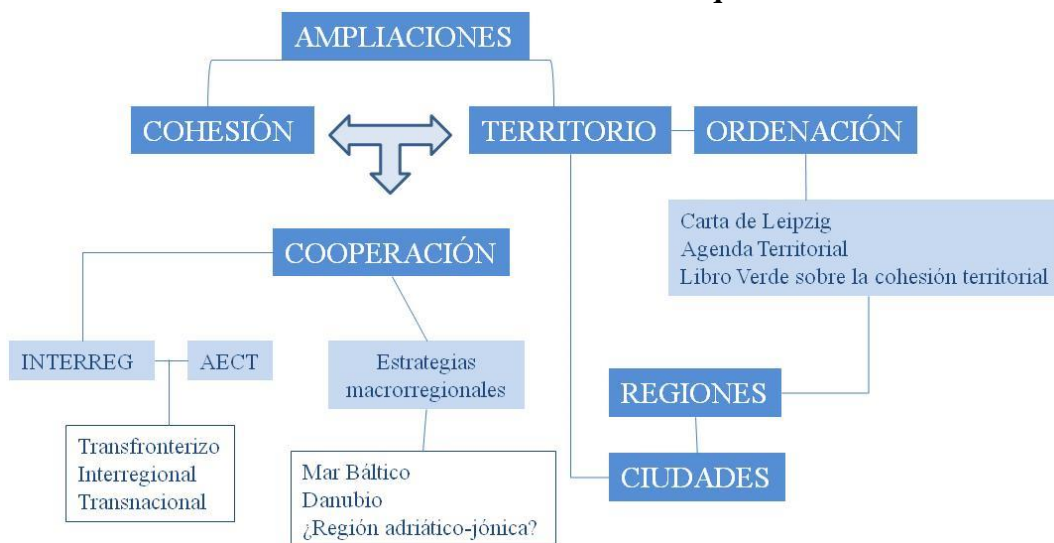 AMPLIACIONES
COHESIÓN
TERRITORIO
ORDENACIÓN
Carta de Leipzig
Agenda Territorial
Libro Verde sobre la cohesión territorial
COOPERACIÓN
INTERREG
AECT
Estrategias
macrorregionales
REGIONES
Transfronterizo
Interregional
Transnacional
Mar Báltico
Danubio
¿Región adriático-jónica?
CIUDADES